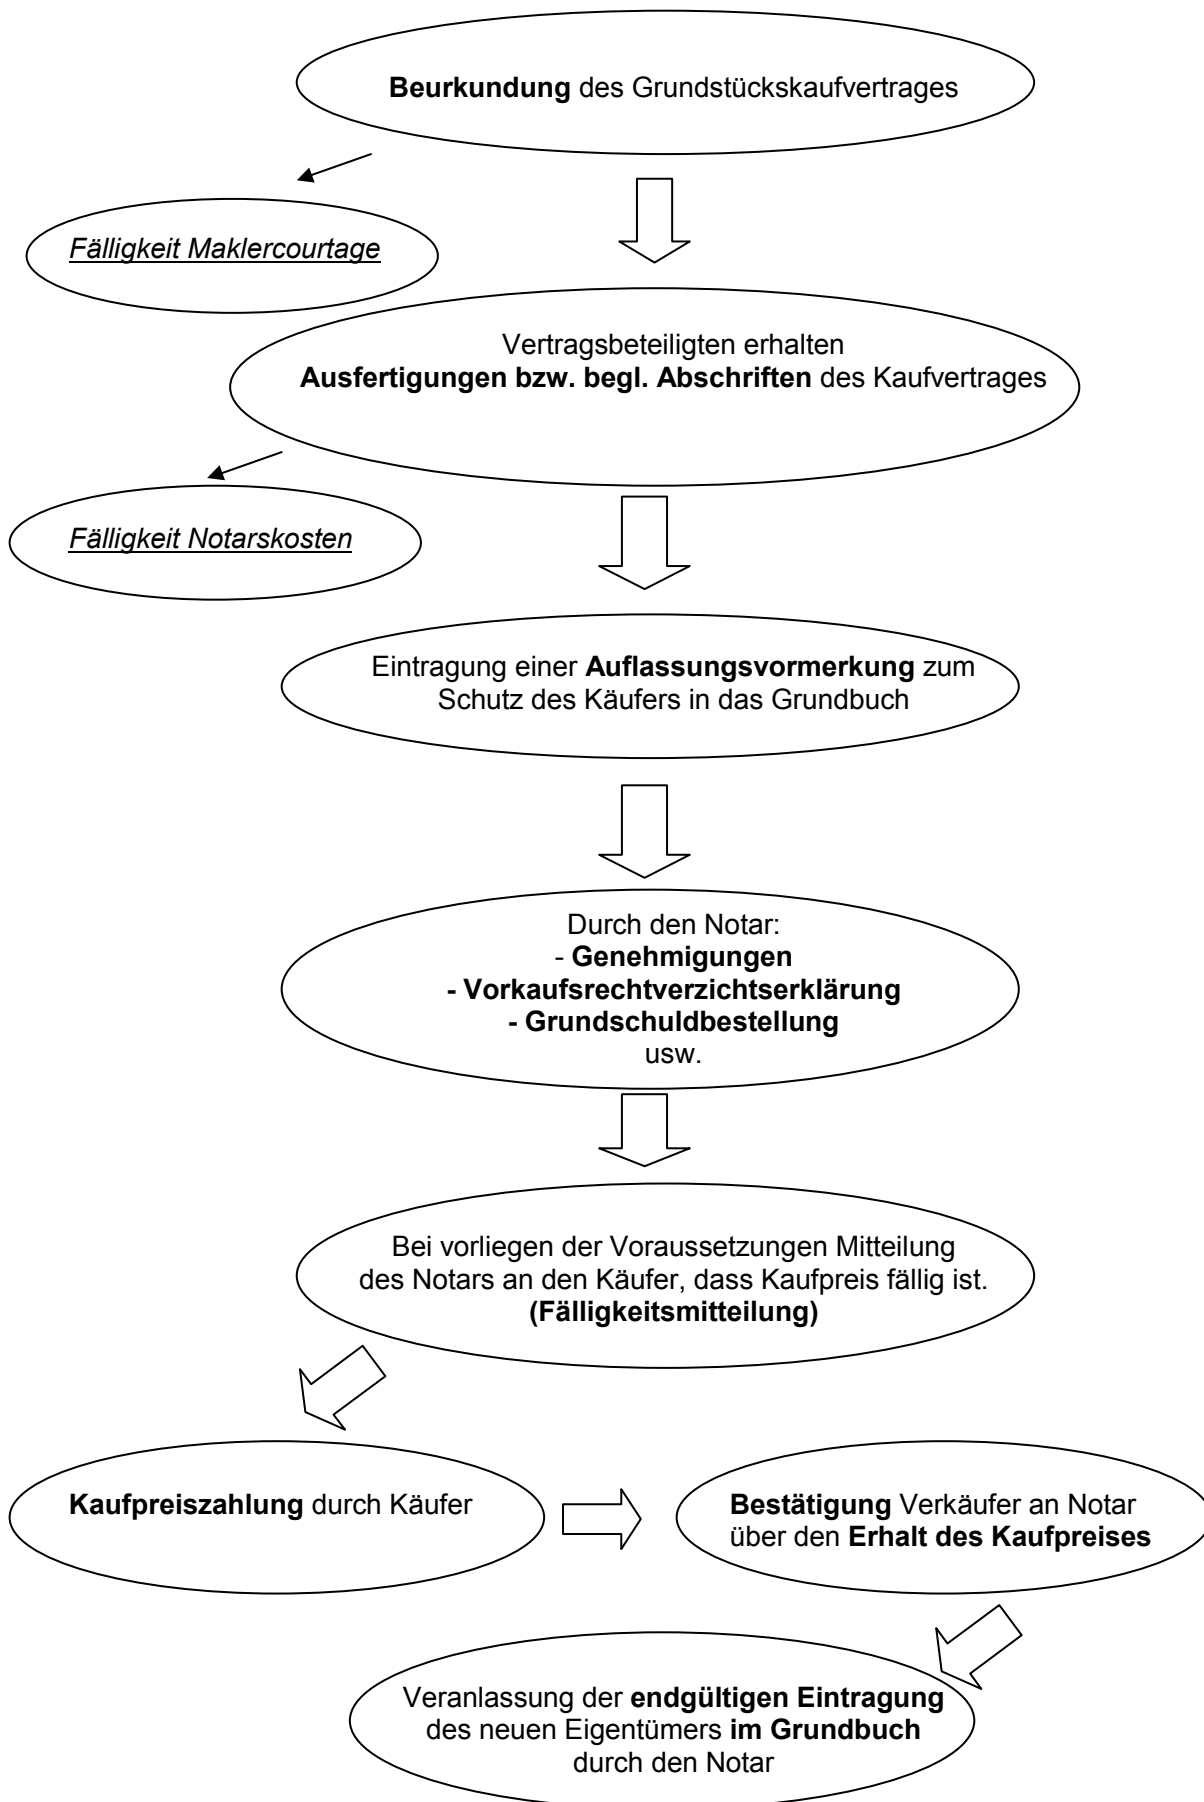 Beurkundung des Grundstückskaufvertrages
Fälligkeit Maklercourtage
Vertragsbeteiligten erhalten
Ausfertigungen bzw. begl. Abschriften des Kaufvertrages
Fälligkeit Notarskosten
Eintragung einer Auflassungsvormerkung zum
Schutz des Käufers in das Grundbuch
Durch den Notar:
- Genehmigungen
- Vorkaufsrechtverzichtserklärung
- Grundschuldbestellung
usw.
Bei vorliegen der Voraussetzungen Mitteilung
des Notars an den Käufer, dass Kaufpreis fällig ist.
(Fälligkeitsmitteilung)
Kaufpreiszahlung durch Käufer
Bestätigung Verkäufer an Notar
über den Erhalt des Kaufpreises
Veranlassung der endgültigen Eintragung
des neuen Eigentümers im Grundbuch
durch den Notar